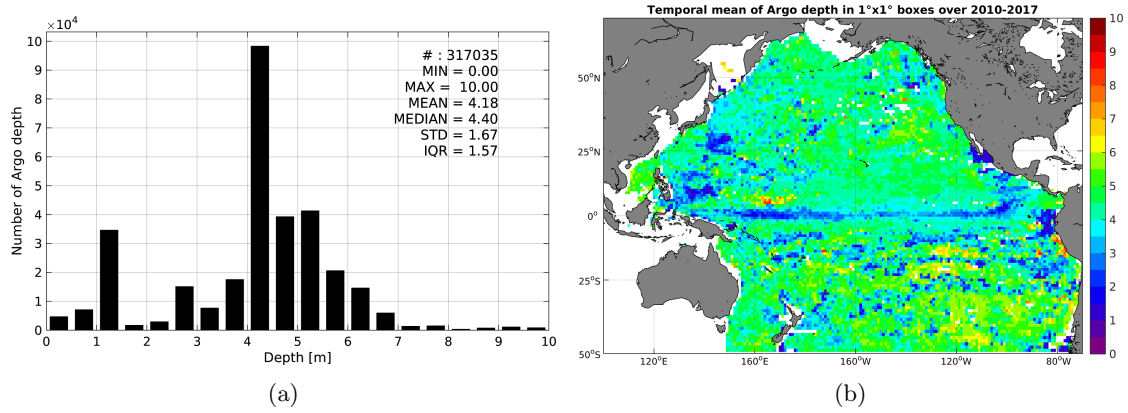 ×10⁴
10
9
8
7
6
5
4
3
2
1
0
Number of Argo depth
# : 317035
MIN = 0.00
MAX = 10.00
MEAN = 4.18
MEDIAN = 4.40
STD = 1.67
IQR = 1.57
0 1 2 3 4 5 6 7 8 9 10
Depth [m]
(a)
Temporal mean of Argo depth in 1°x1° boxes over 2010-2017
50°N
25°N
0°
25°S
50°S
120°E 160°E 160°W 120°W 80°W
10
9
8
7
6
5
4
3
2
1
0
(b)